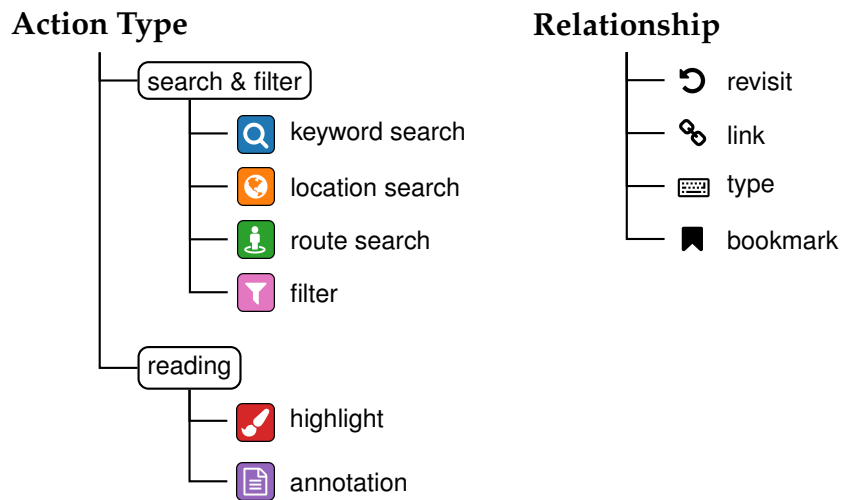 Action Type
search & filter
keyword search
location search
route search
filter
reading
highlight
annotation
Relationship
revisit
link
type
bookmark